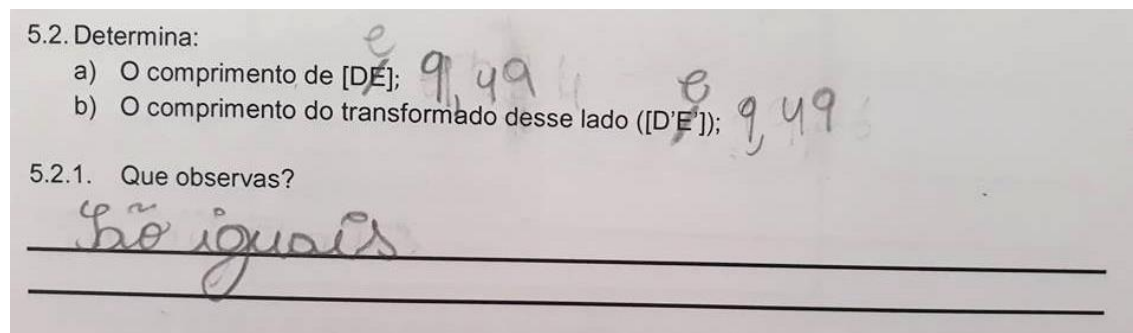 5.2. Determina:
a) O comprimento de [DE]; e 9,49
b) O comprimento do transformado desse lado ([D'E']); e 9,49
5.2.1. Que observas?
São iguais